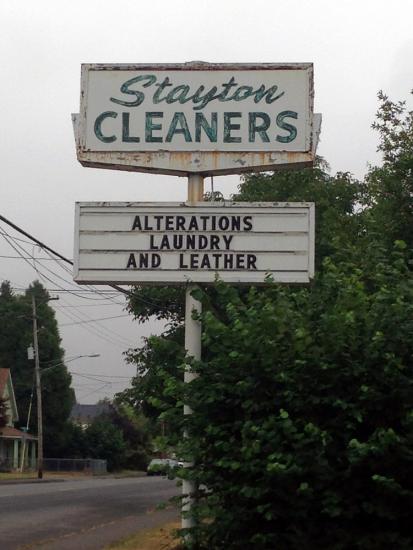 Stayton
CLEANERS
ALTERATIONS
LAUNDRY
AND LEATHER